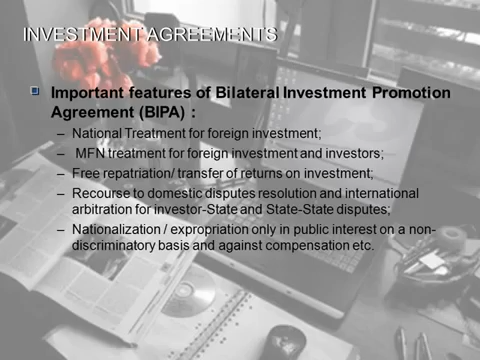 INVESTMENT AGREEMENTS
Important features of Bilateral Investment Promotion
Agreement (BIPA) :
– National Treatment for foreign investment;
– MFN treatment for foreign investment and investors;
– Free repatriation/ transfer of returns on investment;
– Recourse to domestic disputes resolution and international
arbitration for investor-State and State-State disputes;
– Nationalization / expropriation only in public interest on a non-
discriminatory basis and against compensation etc.